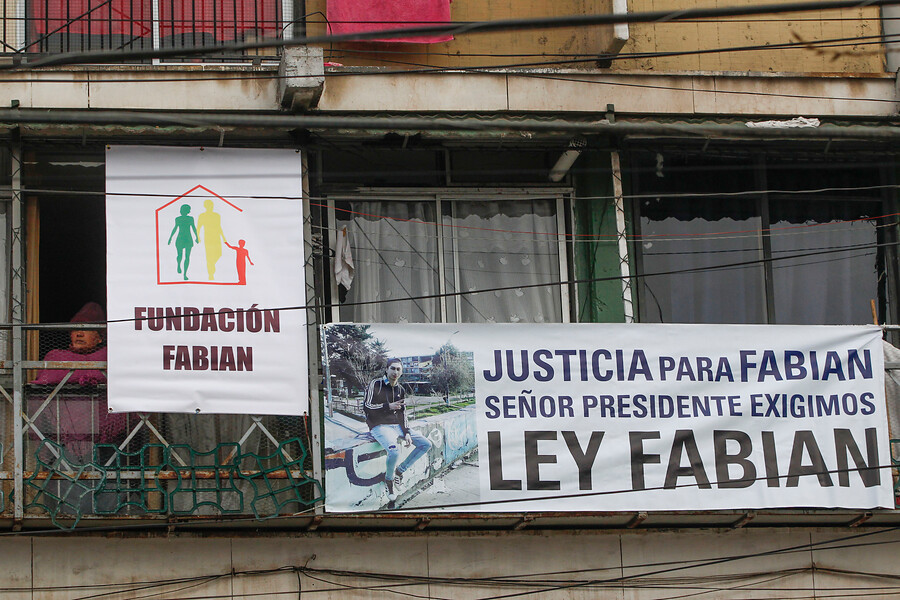 FUNDACIÓN
FABIAN
JUSTICIA PARA FABIAN
SEÑOR PRESIDENTE EXIGIMOS
LEY FABIAN